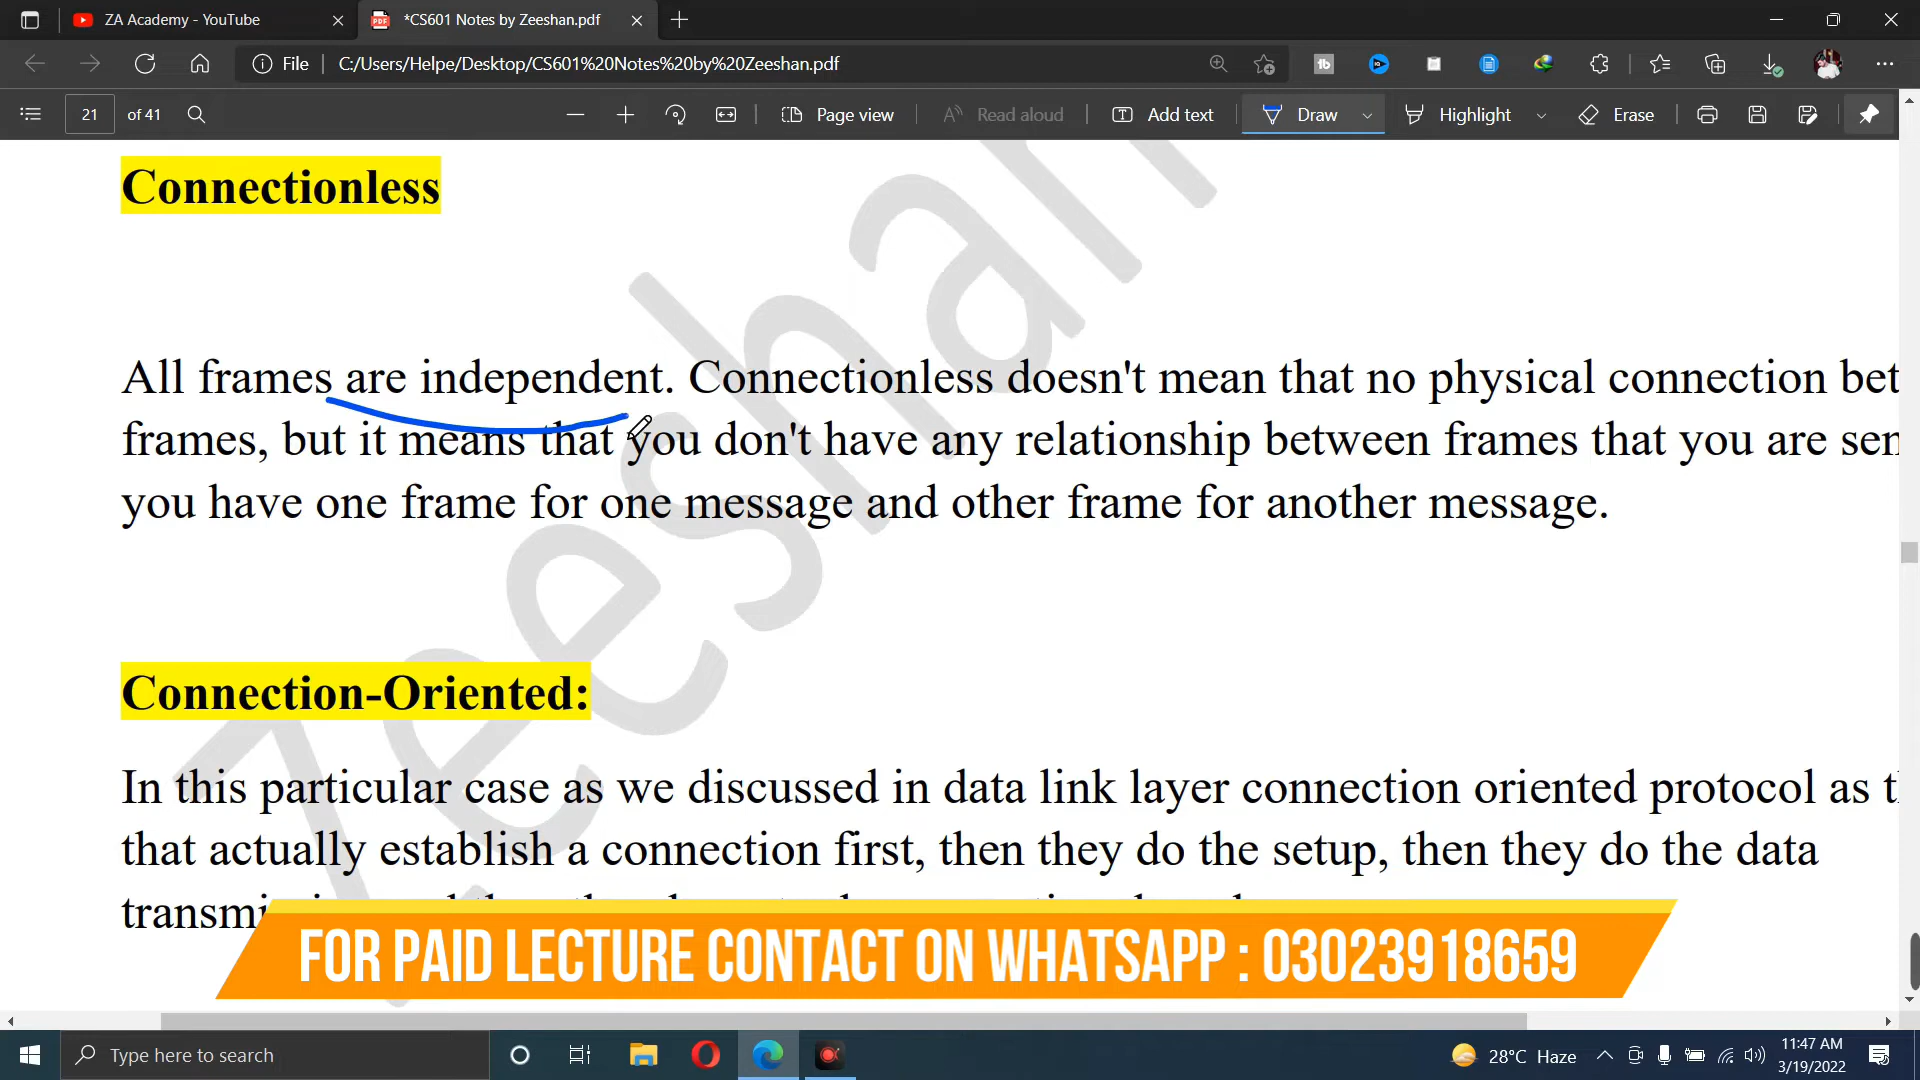 ZA Academy - YouTube
*CS601 Notes by Zeeshan.pdf
File
C:/Users/Helpe/Desktop/CS601%20Notes%20by%20Zeeshan.pdf
21 of 41
Page view
Read aloud
Add text
Draw
Highlight
Erase
Zeeshan
Connectionless
All frames are independent. Connectionless doesn't mean that no physical connection bet
frames, but it means that you don't have any relationship between frames that you are sen
you have one frame for one message and other frame for another message.
Connection-Oriented:
In this particular case as we discussed in data link layer connection oriented protocol as t
that actually establish a connection first, then they do the setup, then they do the data
FOR PAID LECTURE CONTACT ON WHATSAPP : 03023918659
Type here to search
28°C Haze
11:47 AM
3/19/2022